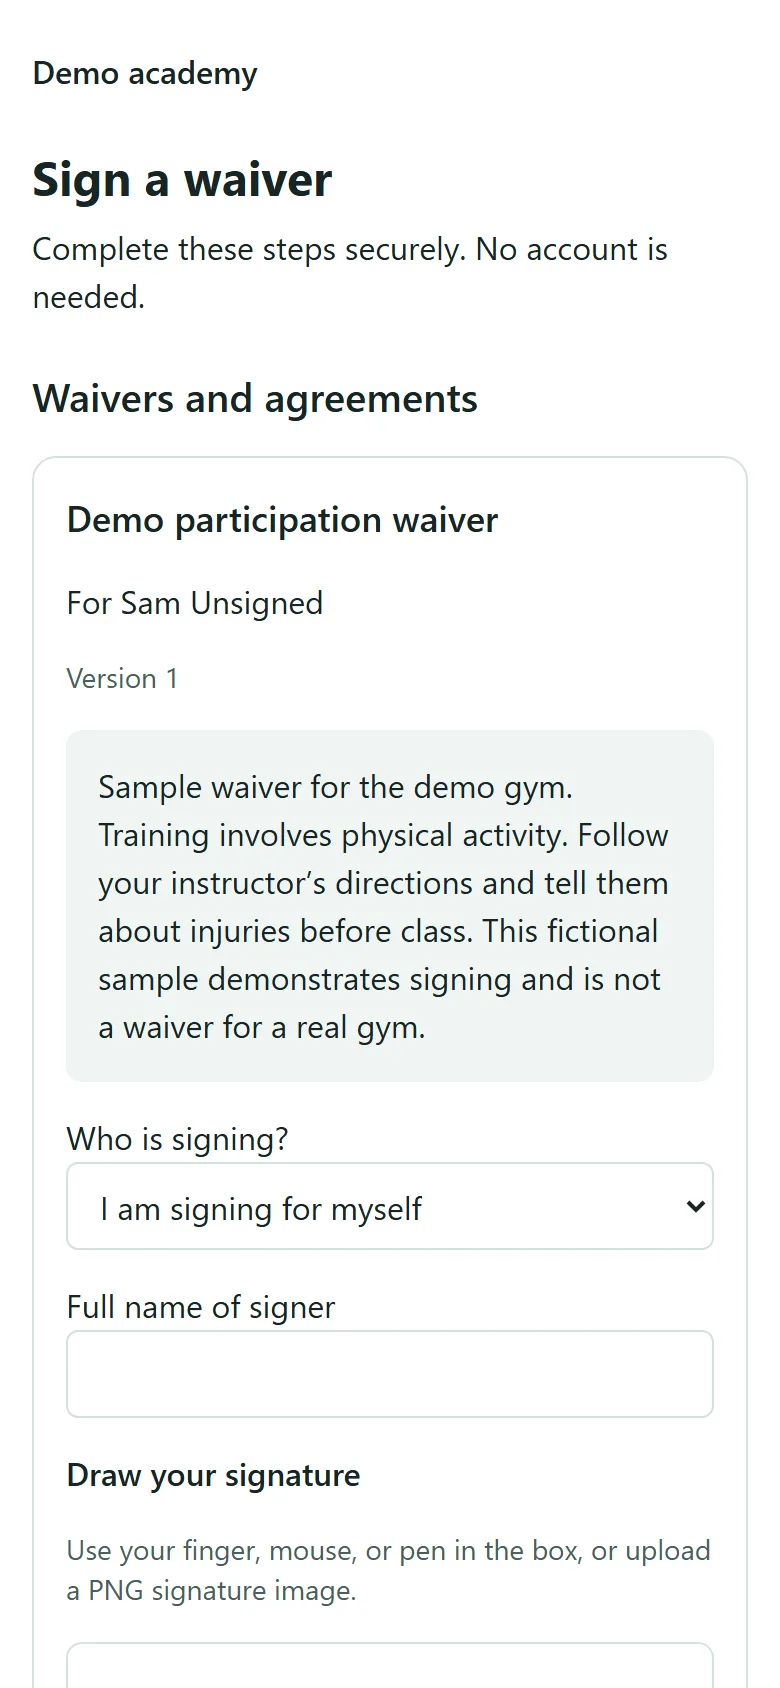 Demo academy
Sign a waiver
Complete these steps securely. No account is
needed.
Waivers and agreements
Demo participation waiver
For Sam Unsigned
Version 1
Sample waiver for the demo gym.
Training involves physical activity. Follow
your instructor’s directions and tell them
about injuries before class. This fictional
sample demonstrates signing and is not
a waiver for a real gym.
Who is signing?
I am signing for myself
Full name of signer
Draw your signature
Use your finger, mouse, or pen in the box, or upload
a PNG signature image.